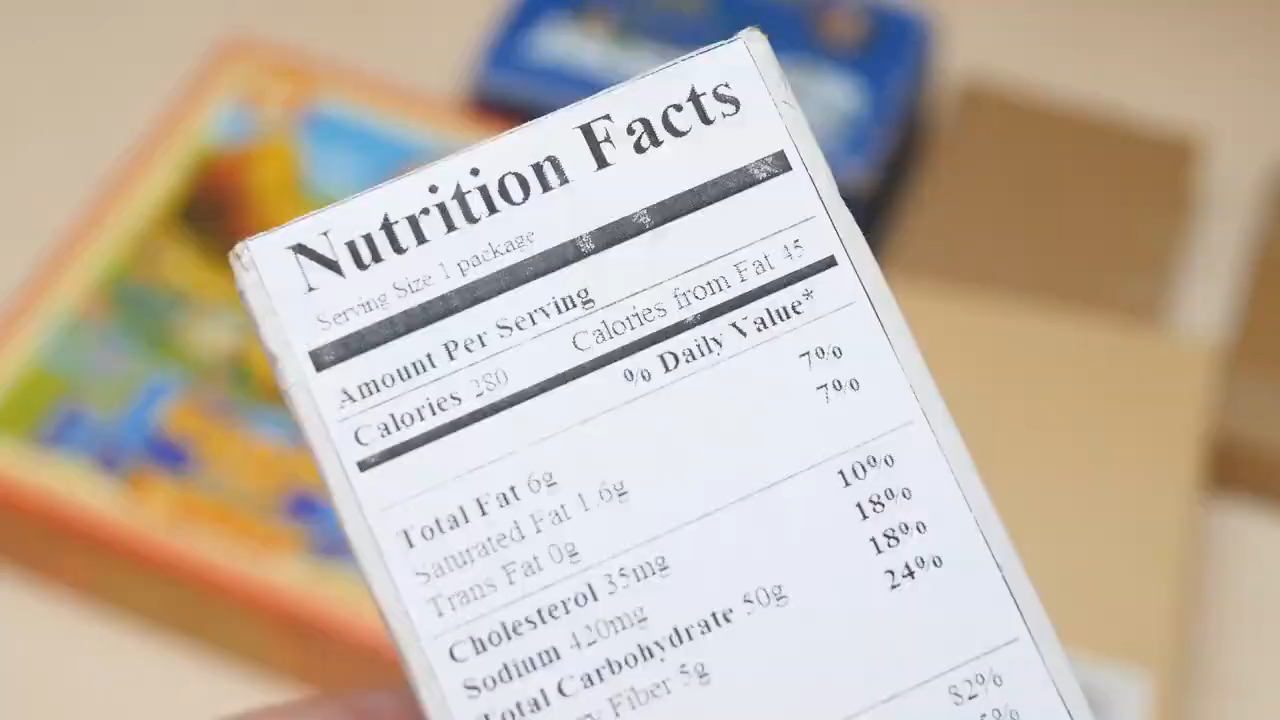 Nutrition Facts
Serving Size 1 package
Amount Per Serving
Calories 280 Calories from Fat 45
% Daily Value*
Total Fat 6g 7%
Saturated Fat 1.6g 7%
Trans Fat 0g
Cholesterol 35mg 10%
Sodium 420mg 18%
Total Carbohydrate 50g 18%
Fiber 5g 24%
82%